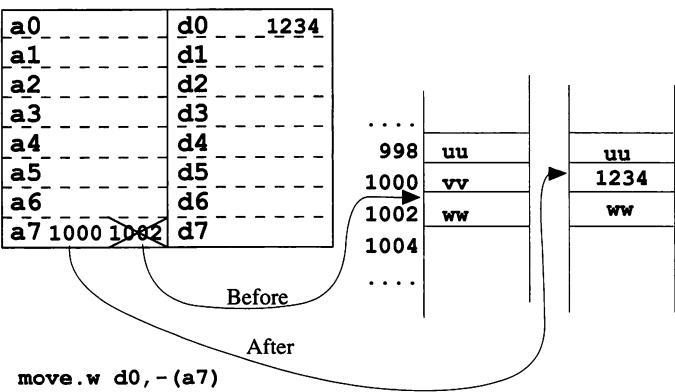 a0 d0 1234
a1 d1
a2 d2
a3 d3
a4 d4
a5 d5
a6 d6
a7 1000 1002 d7
....
998 uu uu
1000 vv 1234
1002 ww ww
1004
....
Before
After
move.w d0,-(a7)